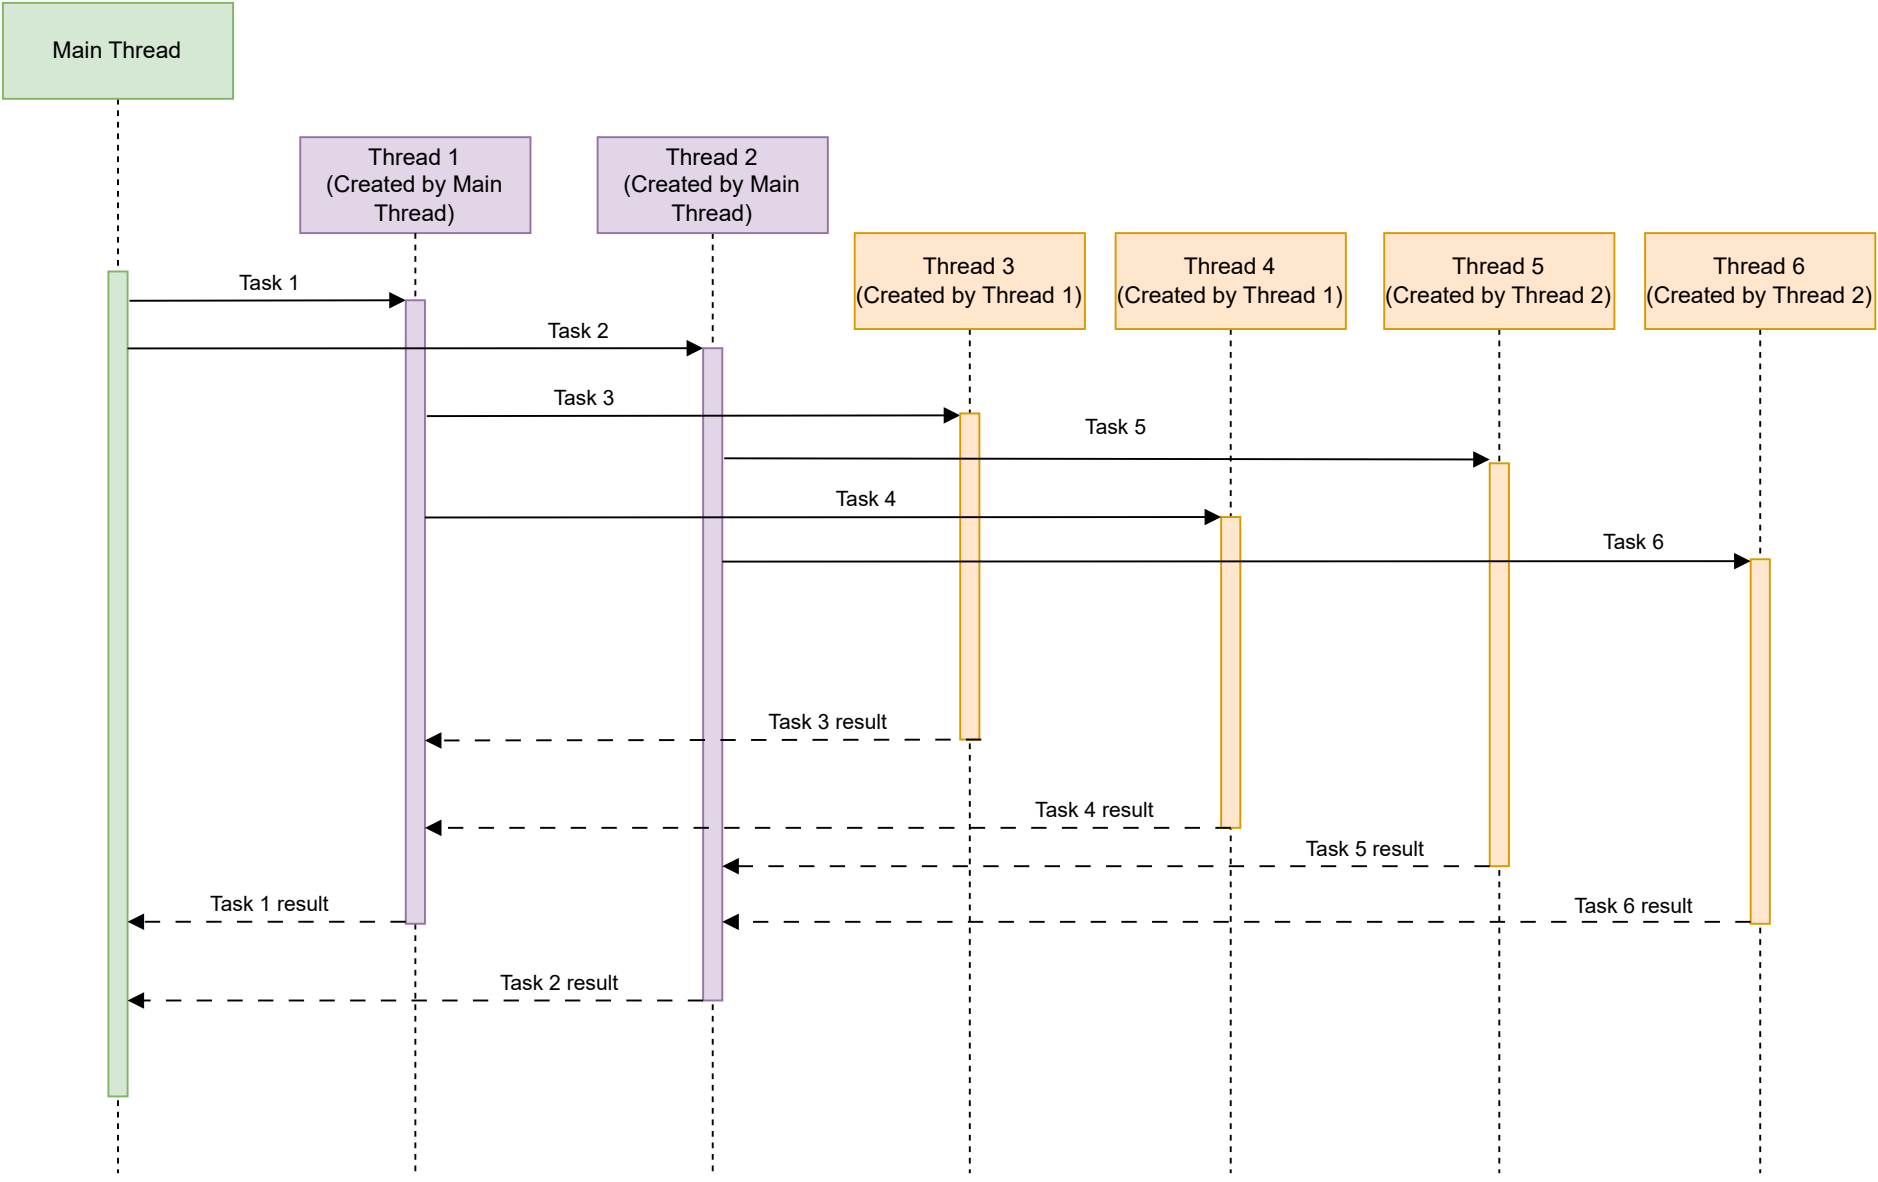 Main Thread
Thread 1
(Created by Main
Thread)
Thread 2
(Created by Main
Thread)
Thread 3
(Created by Thread 1)
Thread 4
(Created by Thread 1)
Thread 5
(Created by Thread 2)
Thread 6
(Created by Thread 2)
Task 1
Task 2
Task 3
Task 5
Task 4
Task 6
Task 3 result
Task 4 result
Task 5 result
Task 1 result
Task 6 result
Task 2 result